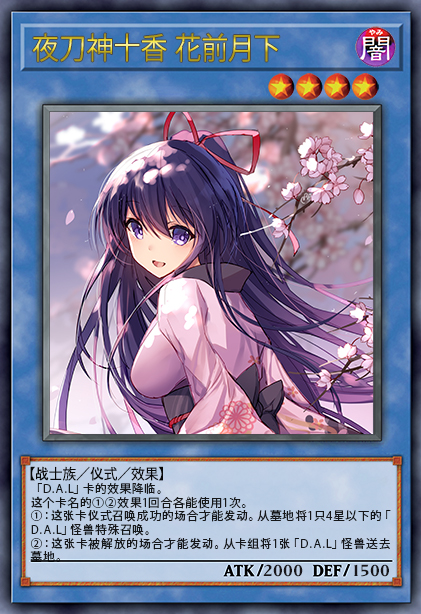 夜刀神十香 花前月下
やみ
闇
【战士族／仪式／效果】
「D.A.L」卡的效果降临。
这个卡名的①②效果1回合各能使用1次。
①：这张卡仪式召唤成功的场合才能发动。从墓地将1只4星以下的「
D.A.L」怪兽特殊召唤。
②：这张卡被解放的场合才能发动。从卡组将1张「D.A.L」怪兽送去
墓地。
ATK/2000 DEF/1500